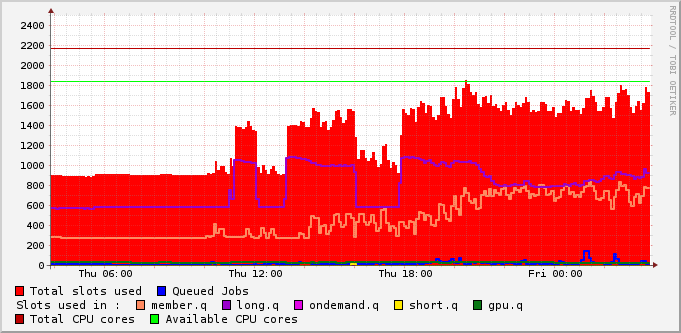 RRDTOOL / TOBI OETIKER
2400
2200
2000
1800
1600
1400
1200
1000
800
600
400
200
0
Thu 06:00 Thu 12:00 Thu 18:00 Fri 00:00
Total slots used Queued Jobs
Slots used in : member.q long.q ondemand.q short.q gpu.q
Total CPU cores Available CPU cores